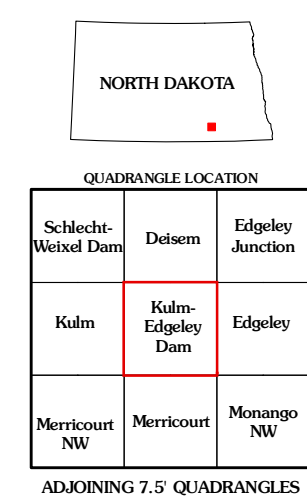 NORTH DAKOTA
QUADRANGLE LOCATION
Schlecht-
Weixel Dam
Deisem
Edgeley
Junction
Kulm
Kulm-
Edgeley
Dam
Edgeley
Merricourt
NW
Merricourt
Monango
NW
ADJOINING 7.5' QUADRANGLES